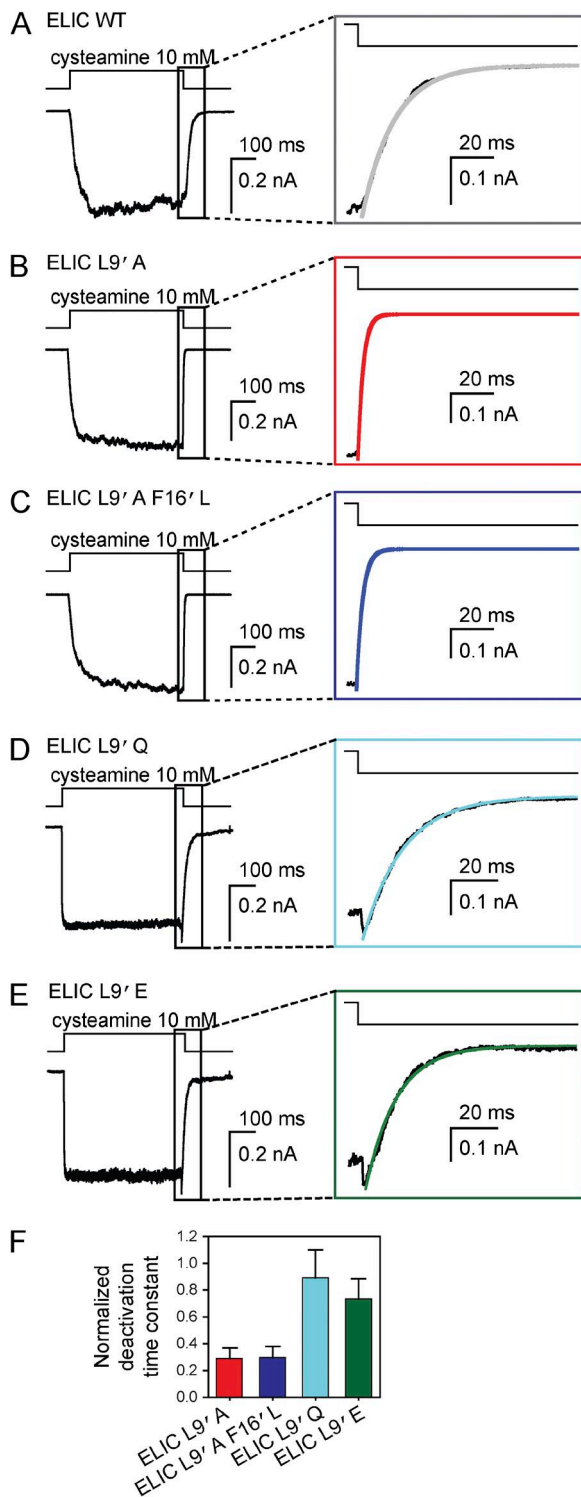 A ELIC WT
cysteamine 10 mM
100 ms
0.2 nA
20 ms
0.1 nA
B ELIC L9′ A
cysteamine 10 mM
100 ms
0.2 nA
20 ms
0.1 nA
C ELIC L9′ A F16′ L
cysteamine 10 mM
100 ms
0.2 nA
20 ms
0.1 nA
D ELIC L9′ Q
cysteamine 10 mM
100 ms
0.2 nA
20 ms
0.1 nA
E ELIC L9′ E
cysteamine 10 mM
100 ms
0.2 nA
20 ms
0.1 nA
F
Normalized
deactivation
time constant
1.2
1.0
0.8
0.6
0.4
0.2
0.0
ELIC L9′ A
ELIC L9′ A F16′ L
ELIC L9′ Q
ELIC L9′ E